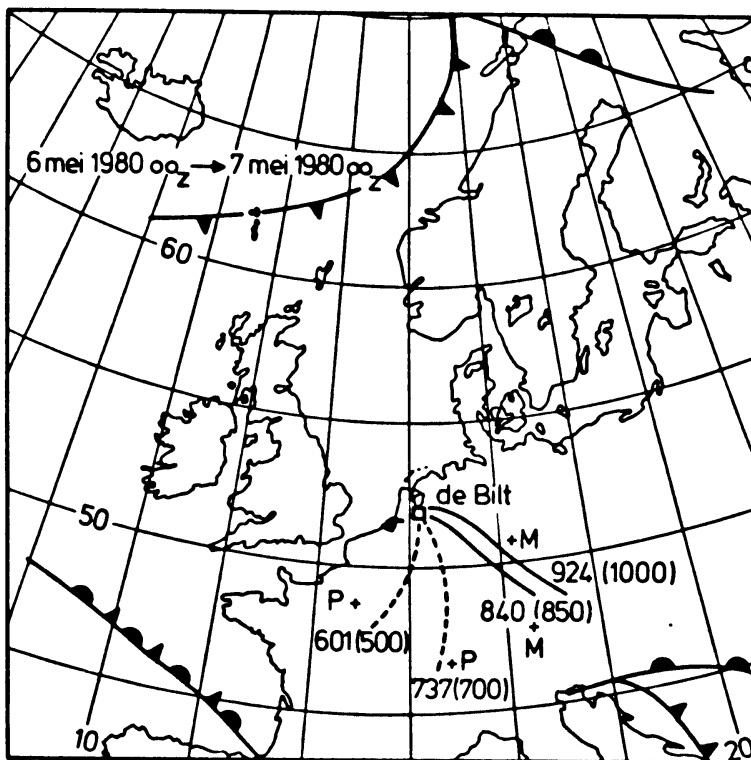 6 mei 1980 00z → 7 mei 1980 00z
60
50
de Bilt
M
924 (1000)
P
840 (850)
601(500)
M
P
737(700)
10
20